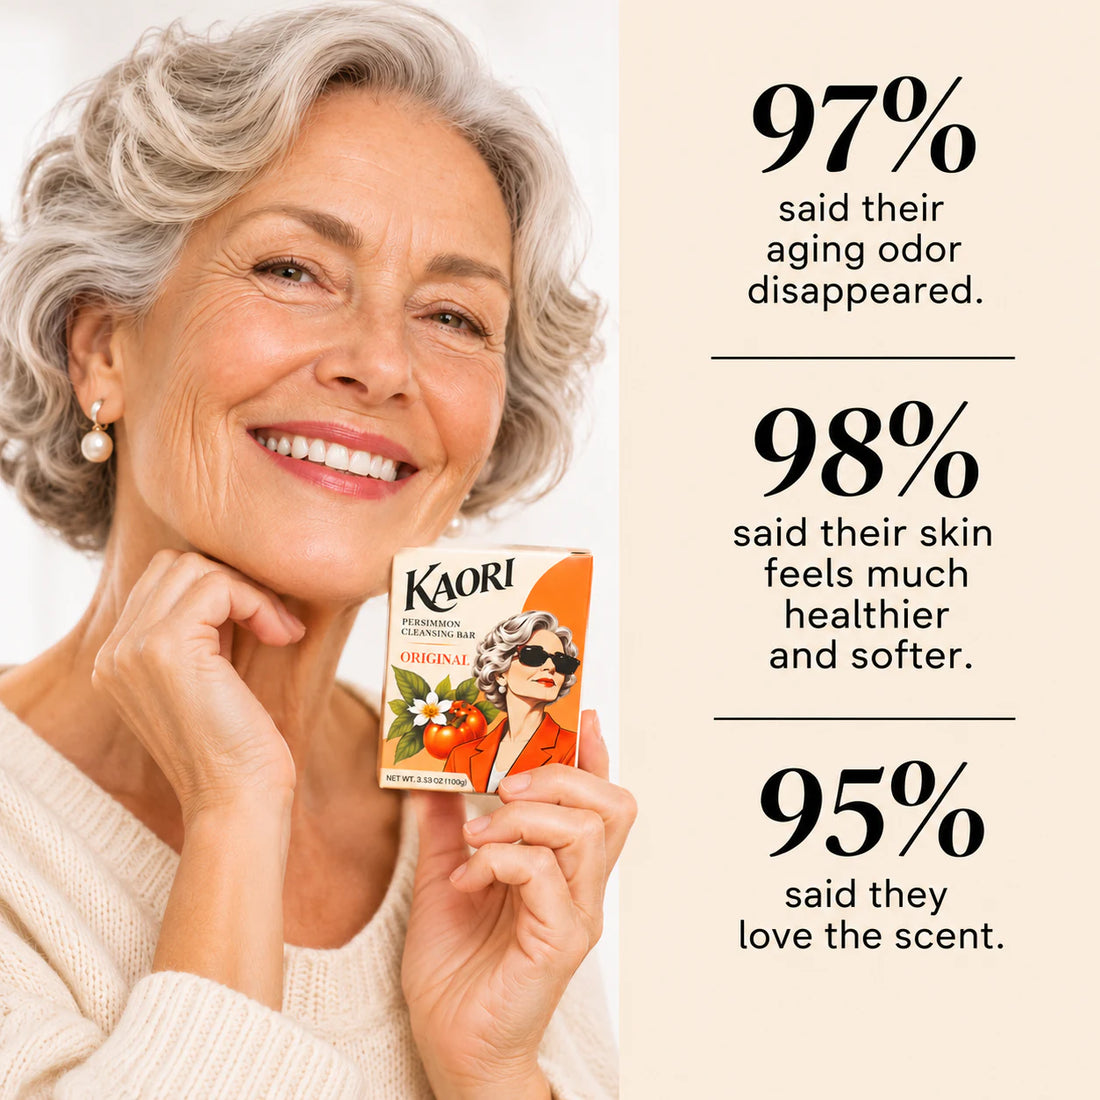 97%
said their
aging odor
disappeared.
98%
said their skin
feels much
healthier
and softer.
95%
said they
love the scent.
KAORI
PERSIMMON
CLEANSING BAR
ORIGINAL
NET WT. 3.53 OZ (100g)